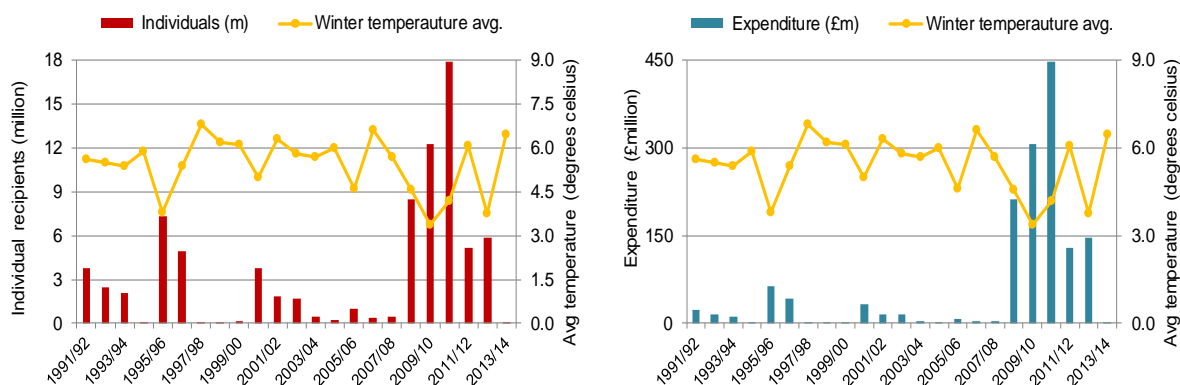 Individuals (m) Winter temperauture avg.
Individual recipients (million)
18
15
12
9
6
3
0
9.0
7.5
6.0
4.5
3.0
1.5
0.0
Avg temperature (degrees celsius)
1991/92 1993/94 1995/96 1997/98 1999/00 2001/02 2003/04 2005/06 2007/08 2009/10 2011/12 2013/14
Expenditure (£m) Winter temperauture avg.
Expenditure (£million)
450
300
150
0
9.0
6.0
3.0
0.0
Avg temperature (degrees celsius)
1991/92 1993/94 1995/96 1997/98 1999/00 2001/02 2003/04 2005/06 2007/08 2009/10 2011/12 2013/14